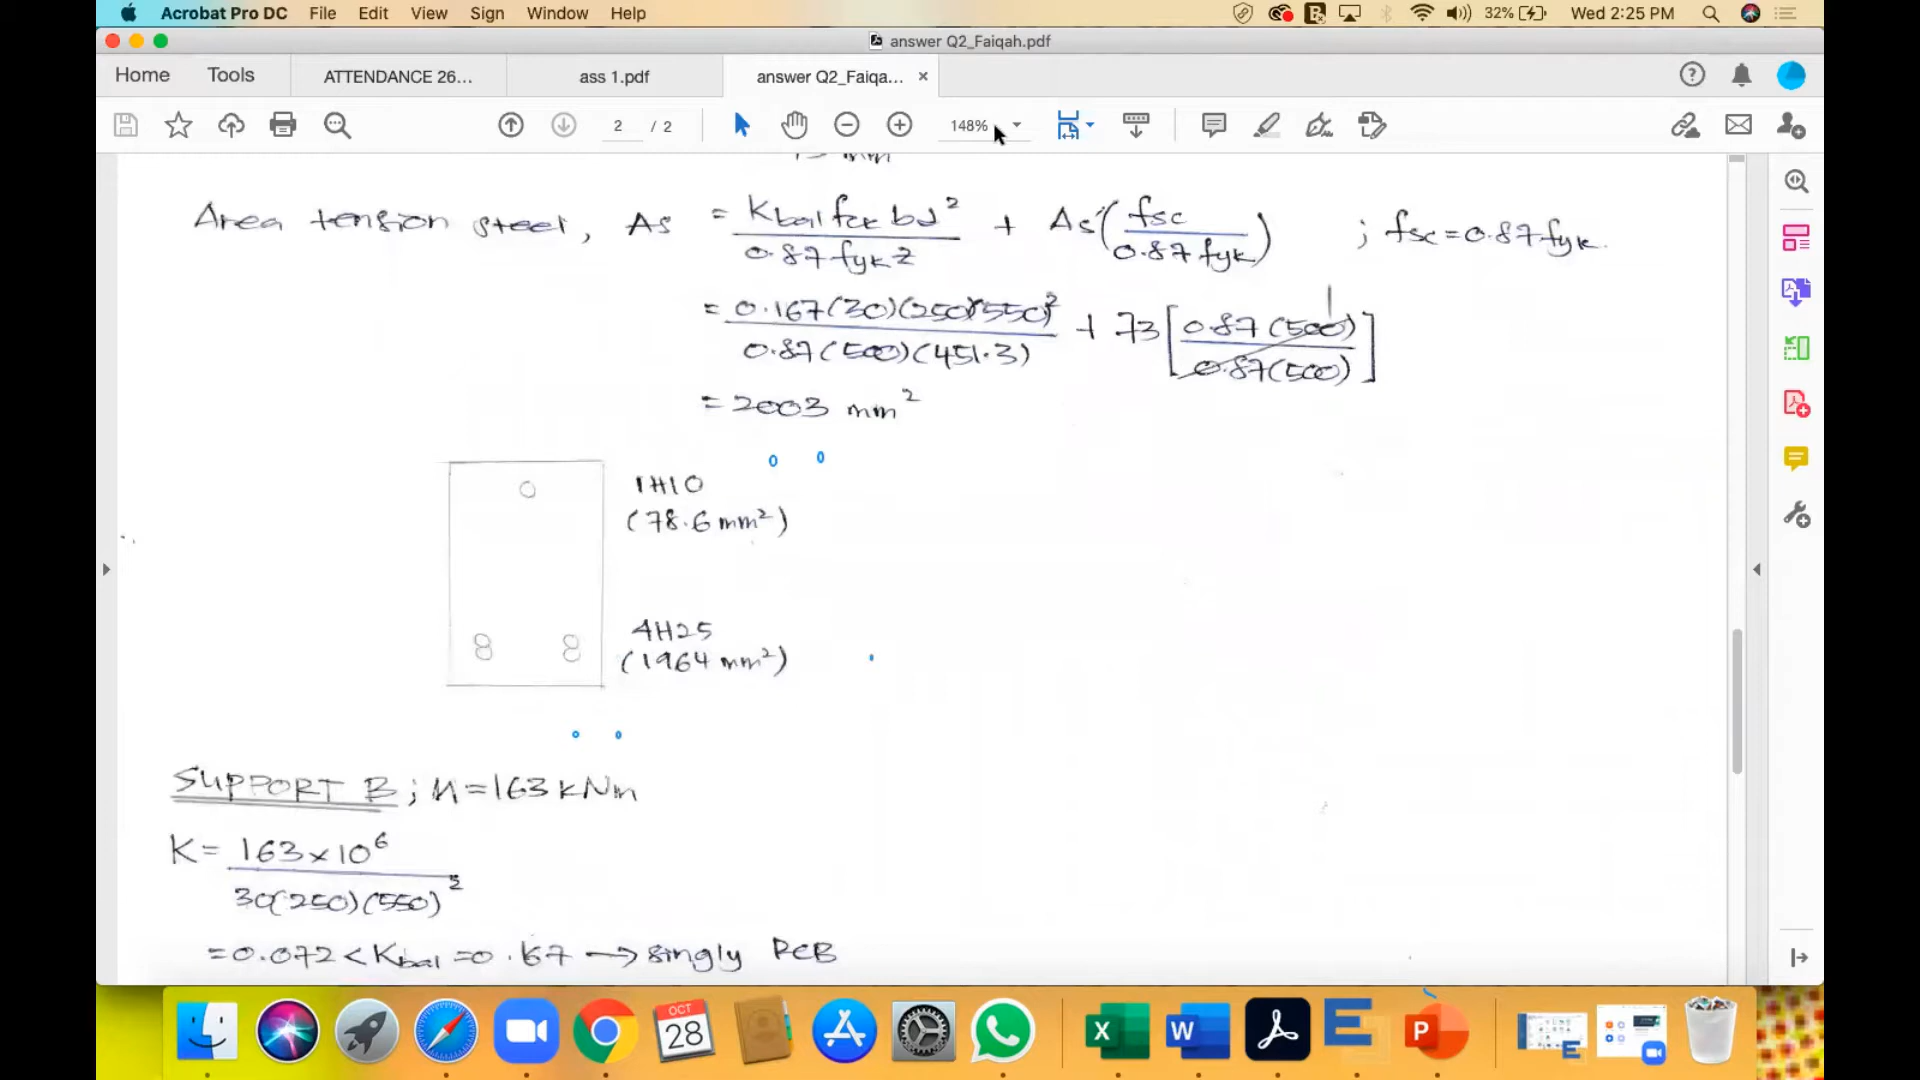 Acrobat Pro DC File Edit View Sign Window Help 32% Wed 2:25 PM
answer Q2_Faiqah.pdf
Home Tools ATTENDANCE 26... ass 1.pdf answer Q2_Faiqa... ×
2 / 2 148%
mm
Area tension steel, As = Kbal fck bd² / 0.87 fyk z + As'( fsc / 0.87 fyk ) ; fsc = 0.87 fyk.
= 0.167(30)(250)(550)² / 0.87(500)(451.3) + 73 [ 0.87(500) / 0.87(500) ] 1
= 2003 mm²
1H10
(78.6 mm²)
4H25
(1964 mm²)
SUPPORT B ; M = 163 kNm
K = 163 x 10⁶ / 30(250)(550)²
= 0.072 < Kbal = 0.167 → singly RCB
OCT
28
X W E P